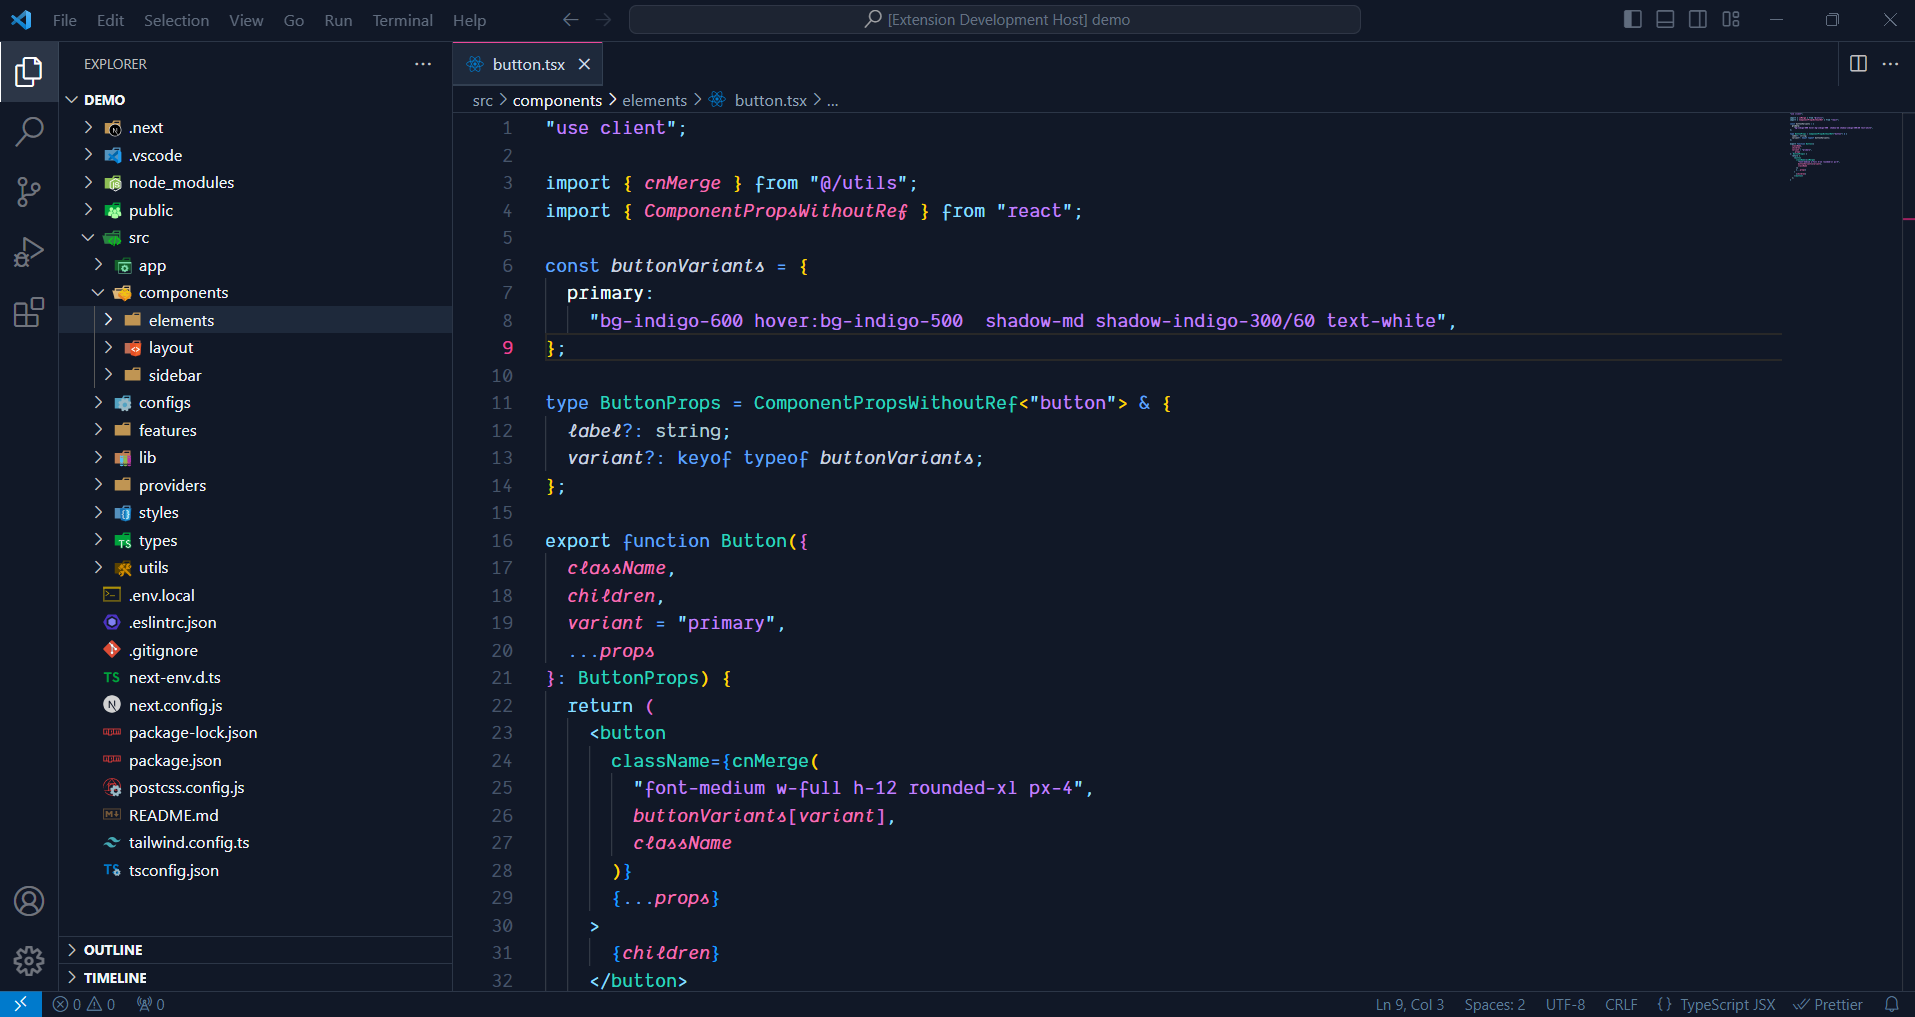 File Edit Selection View Go Run Terminal Help
[Extension Development Host] demo
EXPLORER
DEMO
.next
.vscode
node_modules
public
src
app
components
elements
layout
sidebar
configs
features
lib
providers
styles
types
utils
.env.local
.eslintrc.json
.gitignore
TS next-env.d.ts
N next.config.js
package-lock.json
package.json
postcss.config.js
README.md
tailwind.config.ts
TS tsconfig.json
OUTLINE
TIMELINE
button.tsx
src > components > elements > button.tsx > ...
1 "use client";
2
3 import { cnMerge } from "@/utils";
4 import { ComponentPropsWithoutRef } from "react";
5
6 const buttonVariants = {
7 primary:
8 "bg-indigo-600 hover:bg-indigo-500  shadow-md shadow-indigo-300/60 text-white",
9 };
10
11 type ButtonProps = ComponentPropsWithoutRef<"button"> & {
12 label?: string;
13 variant?: keyof typeof buttonVariants;
14 };
15
16 export function Button({
17 className,
18 children,
19 variant = "primary",
20 ...props
21 }: ButtonProps) {
22 return (
23 <button
24 className={cnMerge(
25 "font-medium w-full h-12 rounded-xl px-4",
26 buttonVariants[variant],
27 className
28 )}
29 {...props}
30 >
31 {children}
32 </button>
0 0 0
Ln 9, Col 3 Spaces: 2 UTF-8 CRLF {} TypeScript JSX Prettier